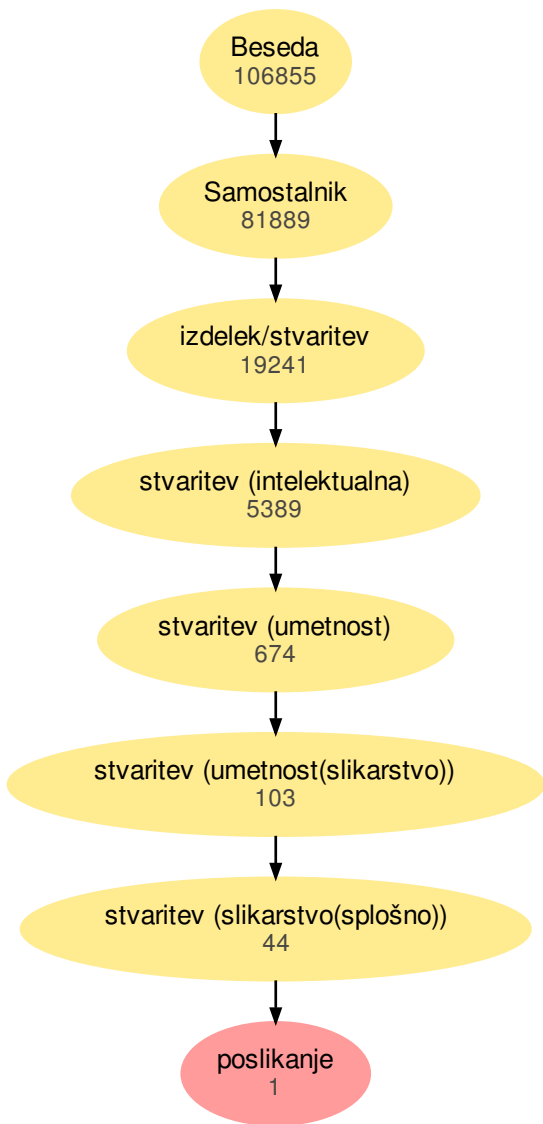 Beseda
106855
Samostalnik
81889
izdelek/stvaritev
19241
stvaritev (intelektualna)
5389
stvaritev (umetnost)
674
stvaritev (umetnost(slikarstvo))
103
stvaritev (slikarstvo(splošno))
44
poslikanje
1